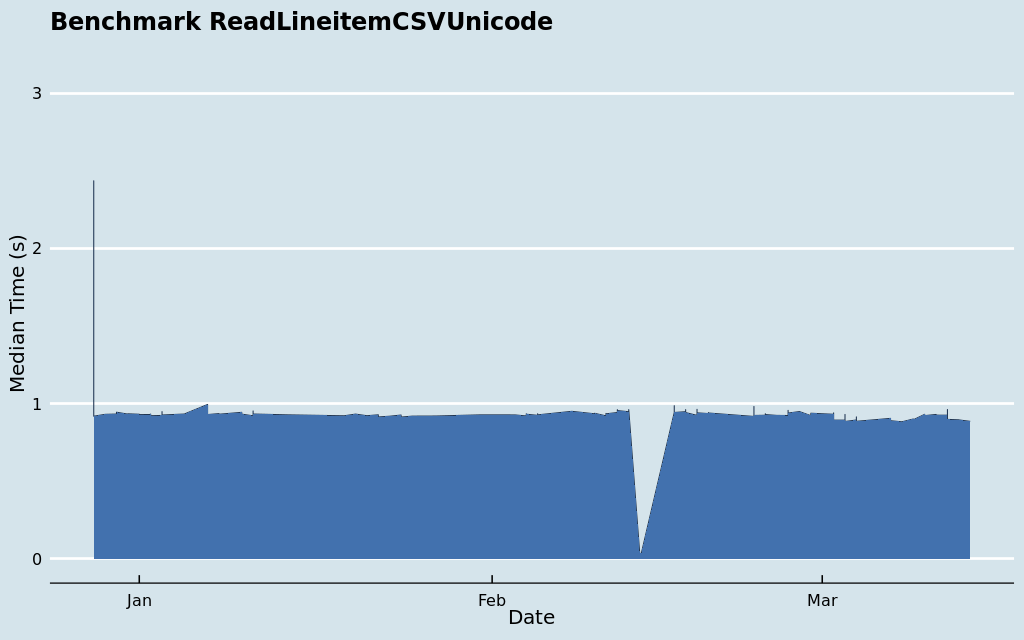 Benchmark ReadLineitemCSVUnicode
3
2
1
0
Median Time (s)
Jan
Feb
Mar
Date